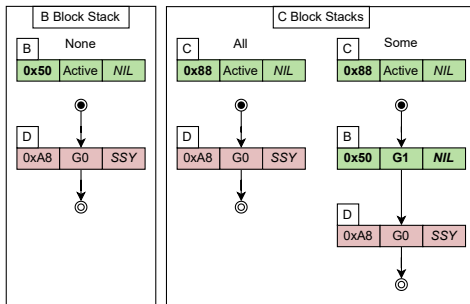 B Block Stack
C Block Stacks
B
None
0x50 Active NIL
D
0xA8 G0 SSY
C
All
0x88 Active NIL
D
0xA8 G0 SSY
C
Some
0x88 Active NIL
B
0x50 G1 NIL
D
0xA8 G0 SSY